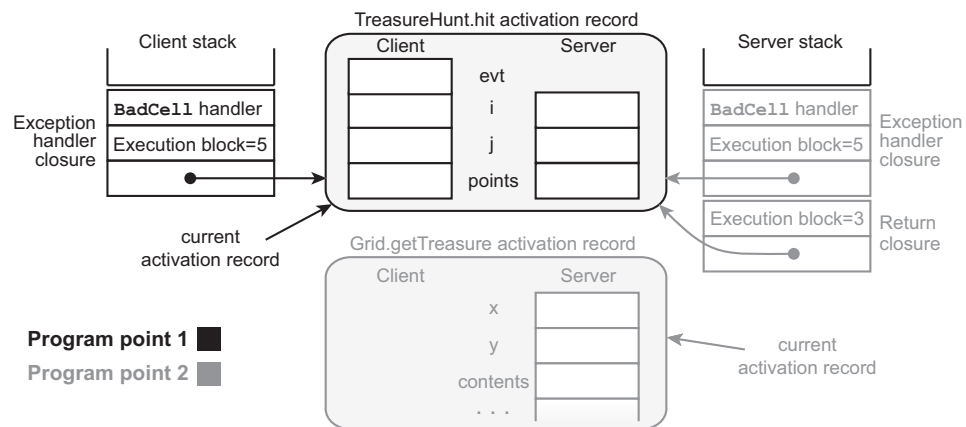 TreasureHunt.hit activation record
Client stack
Client
Server
Server stack
evt
BadCell handler
i
BadCell handler
Exception
handler
closure
Execution block=5
j
Execution block=5
Exception
handler
closure
points
Execution block=3
Return
closure
current
activation record
Grid.getTreasure activation record
Client
Server
x
Program point 1
y
current
activation record
Program point 2
contents
. . .